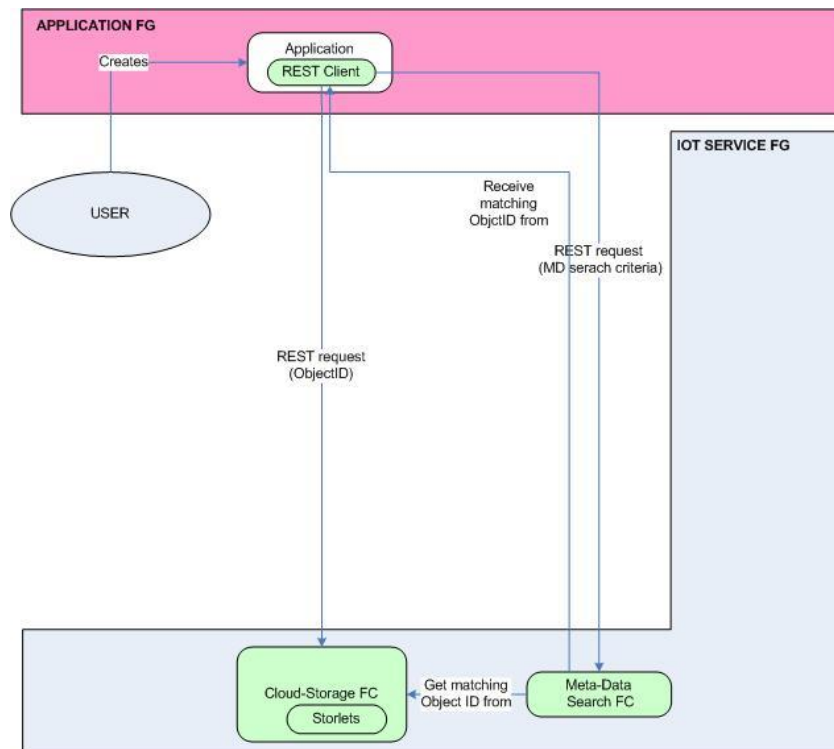 APPLICATION FG
Application
REST Client
Creates
IOT SERVICE FG
USER
Receive
matching
ObjctID from
REST request
(MD serach criteria)
REST request
(ObjectID)
Cloud-Storage FC
Storlets
Get matching
Object ID from
Meta-Data
Search FC